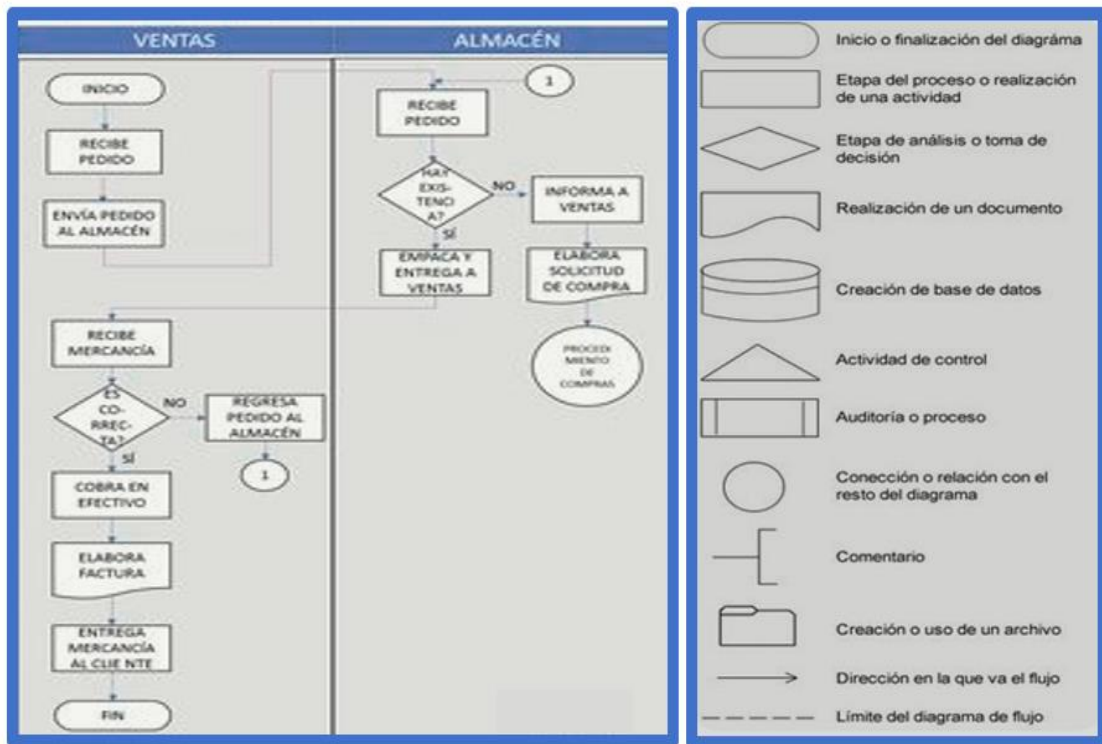 VENTAS
INICIO
RECIBE
PEDIDO
ENVÍA PEDIDO
AL ALMACÉN
RECIBE
MERCANCÍA
ES
CO-
RREC-
TA?
NO
REGRESA
PEDIDO AL
ALMACÉN
1
SÍ
COBRA EN
EFECTIVO
ELABORA
FACTURA
ENTREGA
MERCANCÍA
AL CLIE NTE
FIN
ALMACÉN
1
RECIBE
PEDIDO
HAY
EXIS-
TENCI
A?
NO
INFORMA A
VENTAS
SÍ
EMPACA Y
ENTREGA A
VENTAS
ELABORA
SOLICITUD
DE COMPRA
PROCEDI
MIENTO
DE
COMPRAS
Inicio o finalización del diagráma
Etapa del proceso o realización
de una actividad
Etapa de análisis o toma de
decisión
Realización de un documento
Creación de base de datos
Actividad de control
Auditoría o proceso
Conección o relación con el
resto del diagrama
Comentario
Creación o uso de un archivo
Dirección en la que va el flujo
Límite del diagrama de flujo